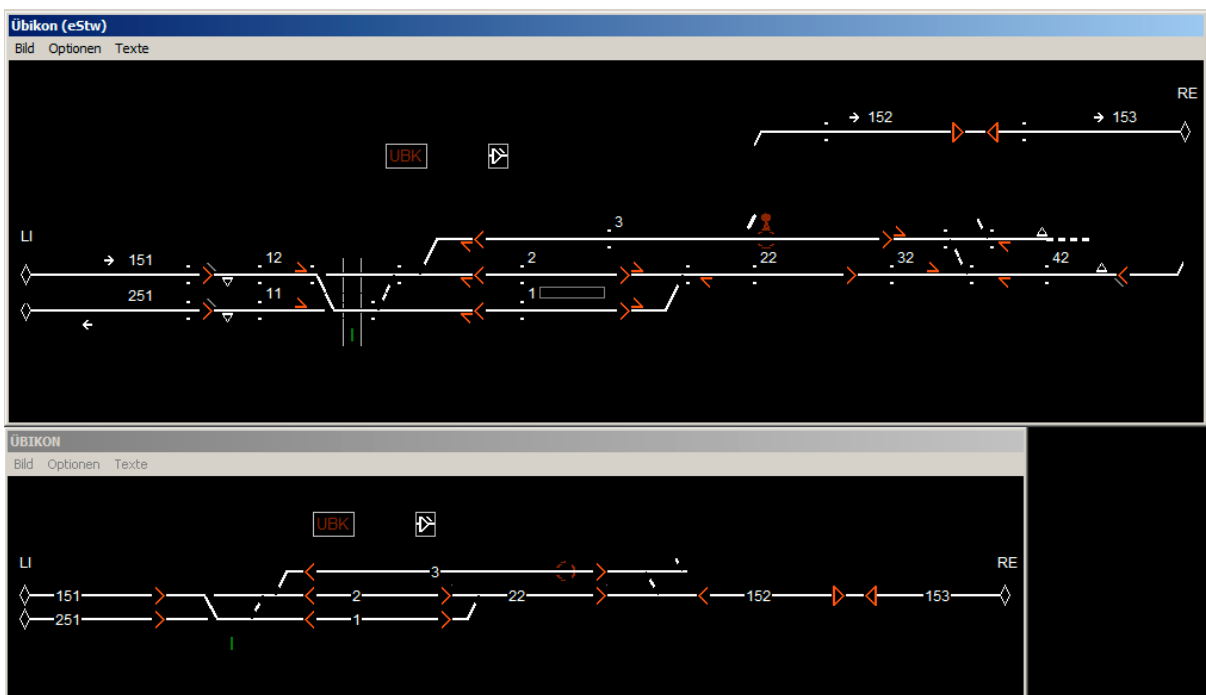 Übikon (eStw)
Bild Optionen Texte
RE
152 153
UBK
3
LI
151 12 2 22 32 42
251 11 1
ÜBIKON
Bild Optionen Texte
UBK
LI RE
3
151 2 22 152 153
251 1